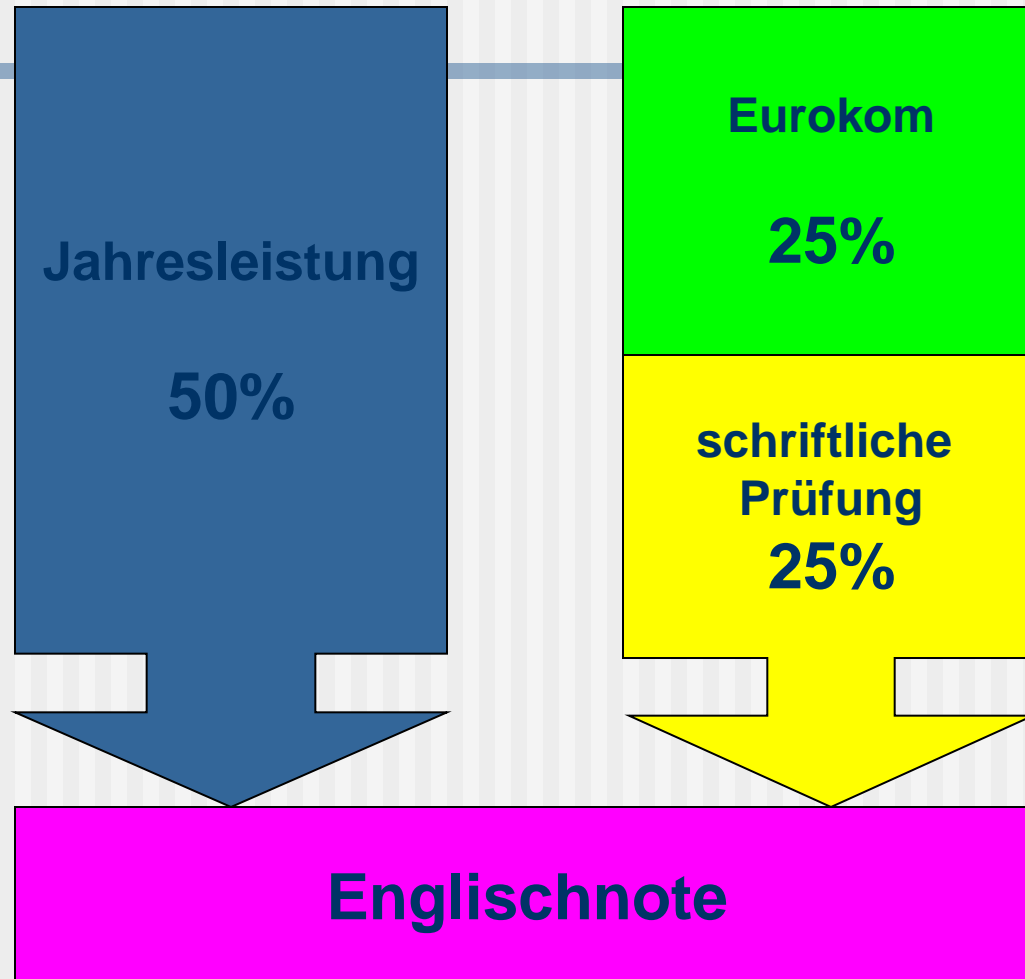 Jahresleistung
50%
Eurokom
25%
schriftliche
Prüfung
25%
Englischnote